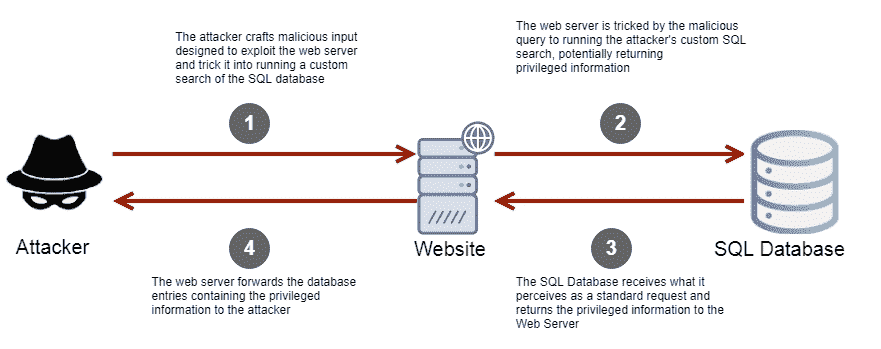 The attacker crafts malicious input
designed to exploit the web server
and trick it into running a custom
search of the SQL database
The web server is tricked by the malicious
query to running the attacker's custom SQL
search, potentially returning
privileged information
1
2
Attacker
Website
SQL Database
4
3
The web server forwards the database
entries containing the privileged
information to the attacker
The SQL Database receives what it
perceives as a standard request and
returns the privileged information to the
Web Server